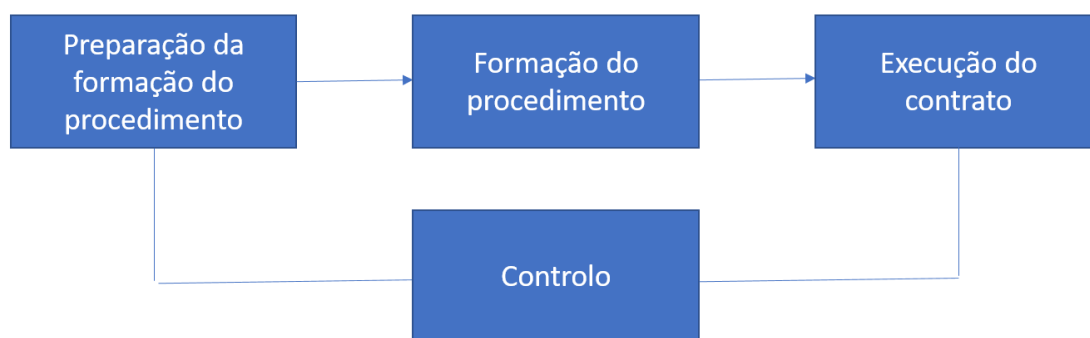 Preparação da
formação do
procedimento
Formação do
procedimento
Execução do
contrato
Controlo